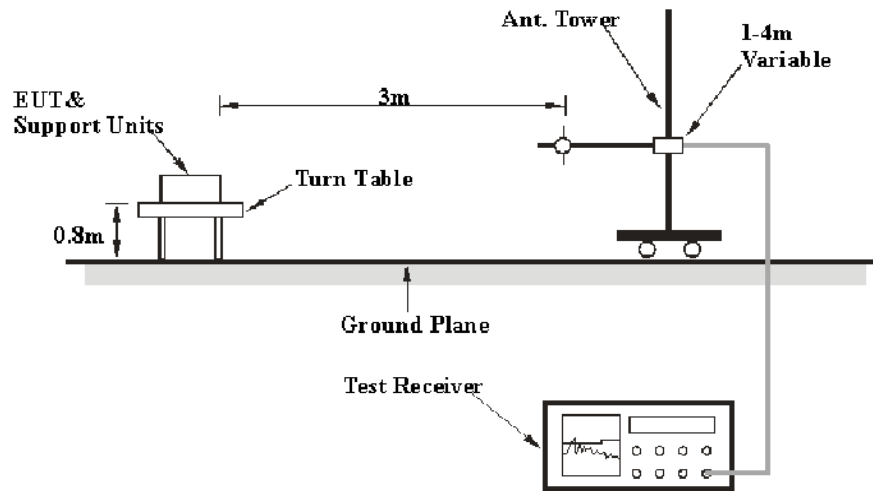 Ant. Tower
1-4m
Variable
3m
EUT &
Support Units
Turn Table
0.8m
Ground Plane
Test Receiver